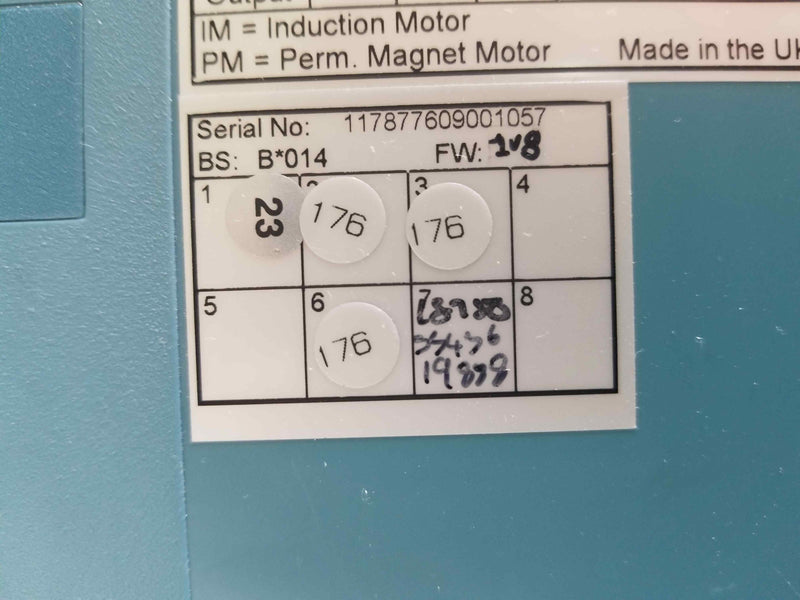 IM = Induction Motor
PM = Perm. Magnet Motor Made in the UK
Serial No: 117877609001057
BS: B*014 FW: 1v8
1 23 2 176 3 176 4
5 6 176 7 8